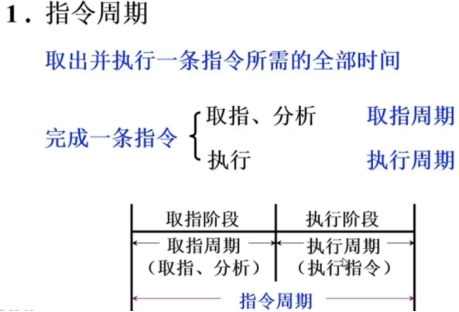 1. 指令周期
取出并执行一条指令所需的全部时间
完成一条指令
取指、分析 取指周期
执行 执行周期
取指阶段 执行阶段
取指周期 执行周期
（取指、分析） （执行指令）
指令周期